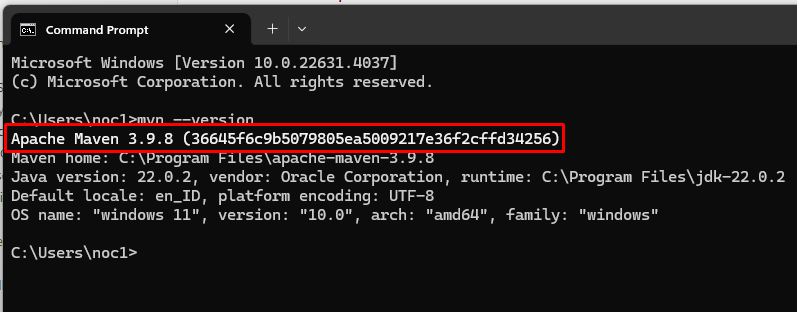 Command Prompt
Microsoft Windows [Version 10.0.22631.4037]
(c) Microsoft Corporation. All rights reserved.
C:\Users\noc1>mvn --version
Apache Maven 3.9.8 (36645f6c9b5079805ea5009217e36f2cffd34256)
Maven home: C:\Program Files\apache-maven-3.9.8
Java version: 22.0.2, vendor: Oracle Corporation, runtime: C:\Program Files\jdk-22.0.2
Default locale: en_ID, platform encoding: UTF-8
OS name: "windows 11", version: "10.0", arch: "amd64", family: "windows"
C:\Users\noc1>